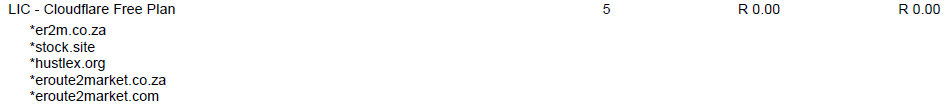 LIC - Cloudflare Free Plan 5 R 0.00 R 0.00
*er2m.co.za
*stock.site
*hustlex.org
*eroute2market.co.za
*eroute2market.com